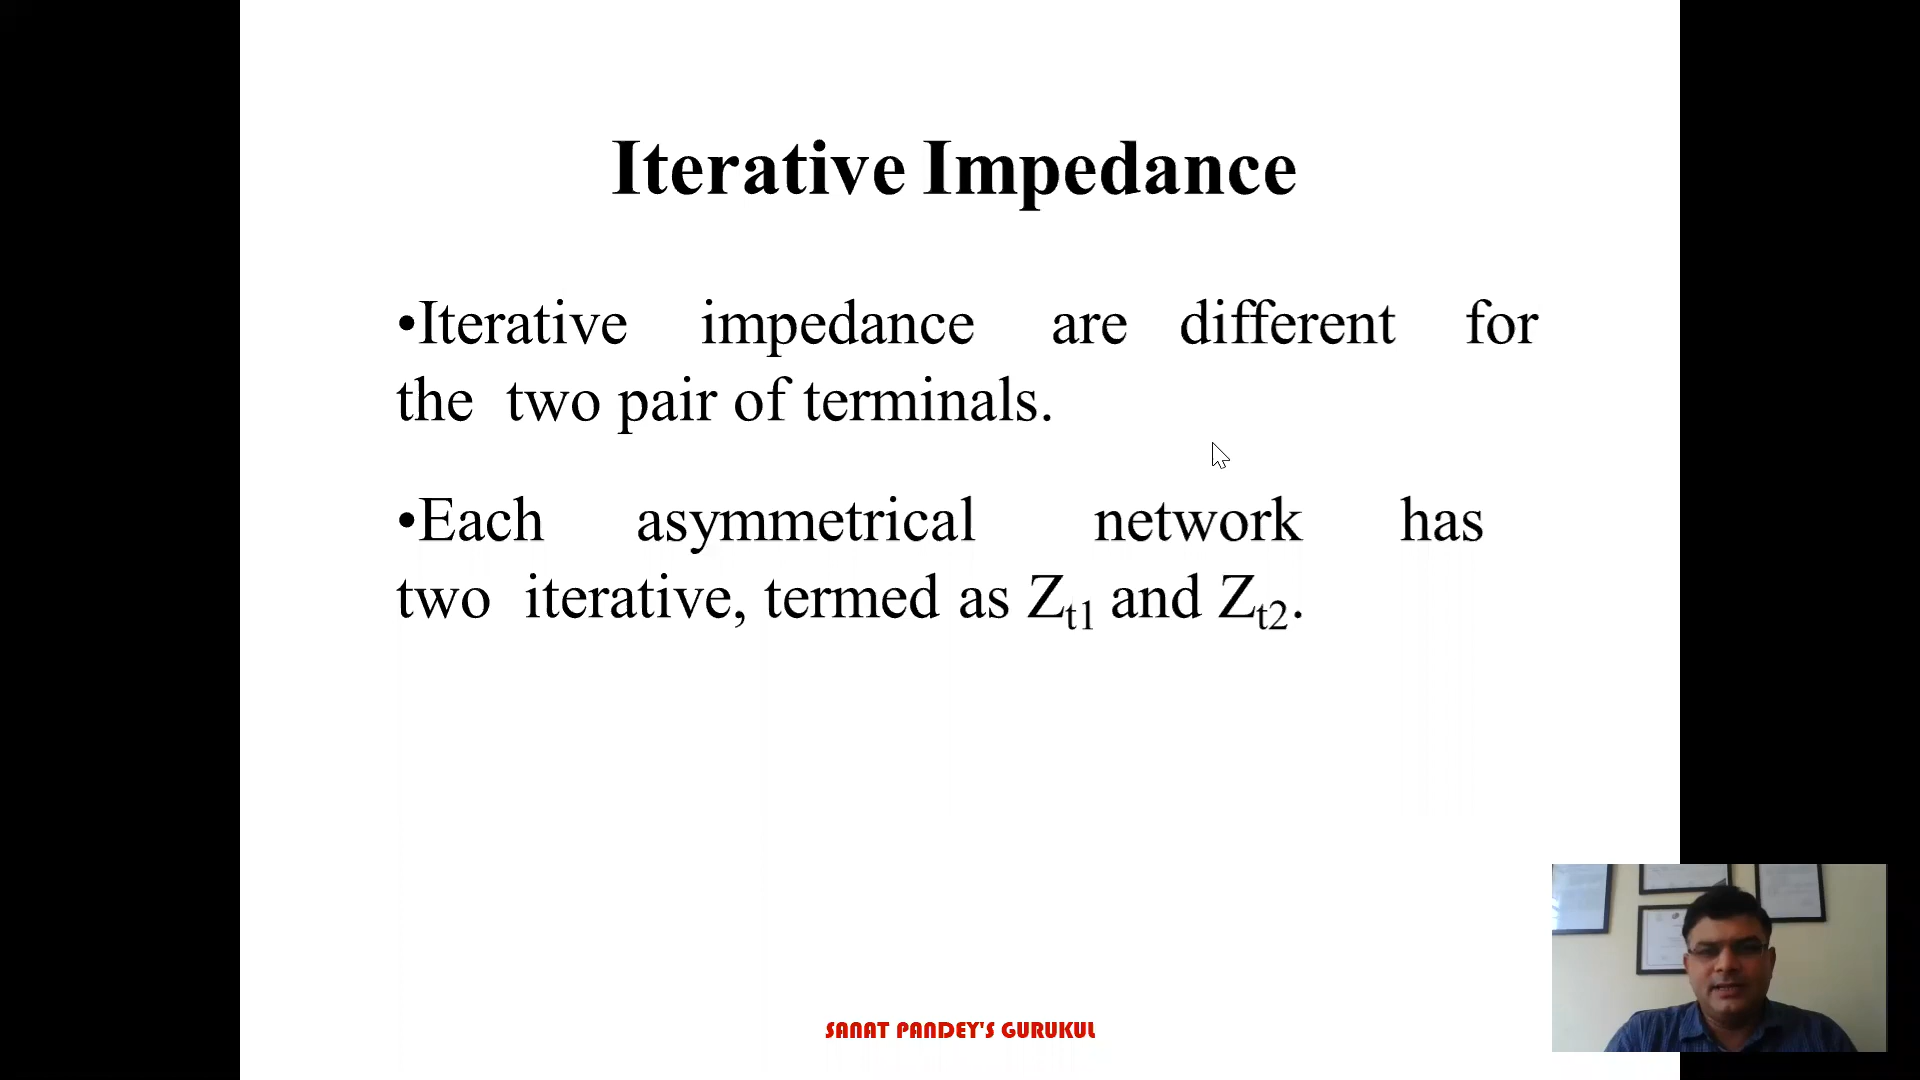 Iterative Impedance
•Iterative impedance are different for
the two pair of terminals.
•Each asymmetrical network has
two iterative, termed as Zt1 and Zt2.
SANAT PANDEY'S GURUKUL